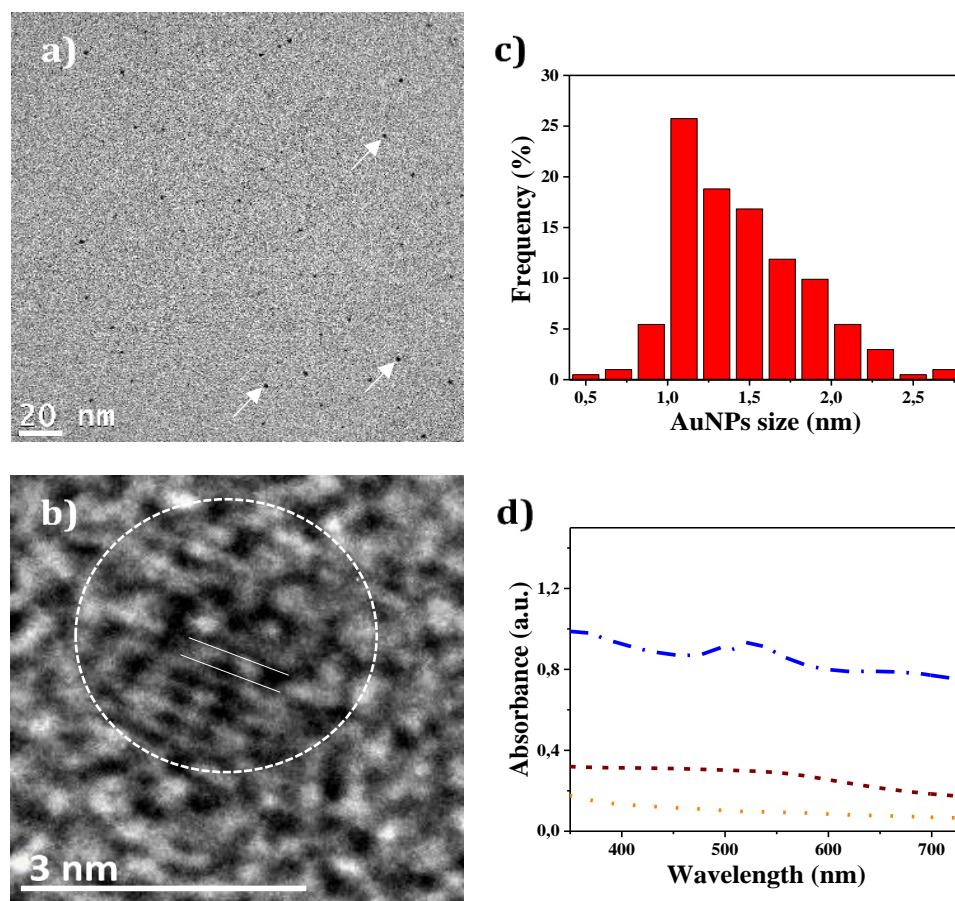 a)
20 nm
c)
30
25
20
15
10
5
0
Frequency (%)
0,5 1,0 1,5 2,0 2,5
AuNPs size (nm)
b)
3 nm
d)
1,2
0,8
0,4
0,0
Absorbance (a.u.)
400 500 600 700
Wavelength (nm)